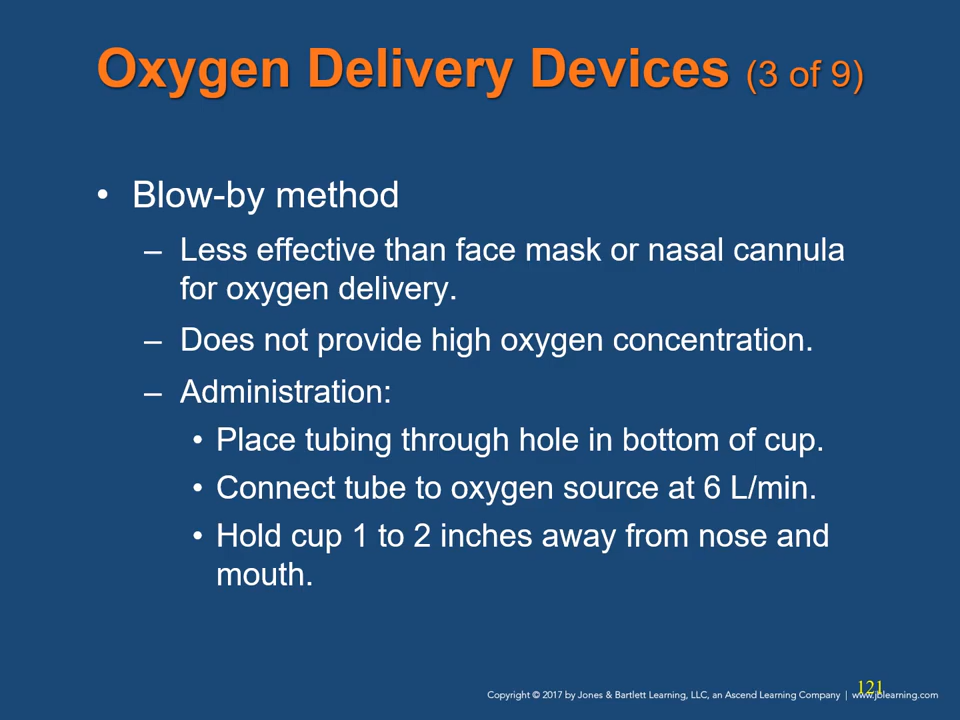 Oxygen Delivery Devices (3 of 9)
• Blow-by method
– Less effective than face mask or nasal cannula
for oxygen delivery.
– Does not provide high oxygen concentration.
– Administration:
• Place tubing through hole in bottom of cup.
• Connect tube to oxygen source at 6 L/min.
• Hold cup 1 to 2 inches away from nose and
mouth.
121
Copyright © 2017 by Jones & Bartlett Learning, LLC, an Ascend Learning Company | www.jblearning.com